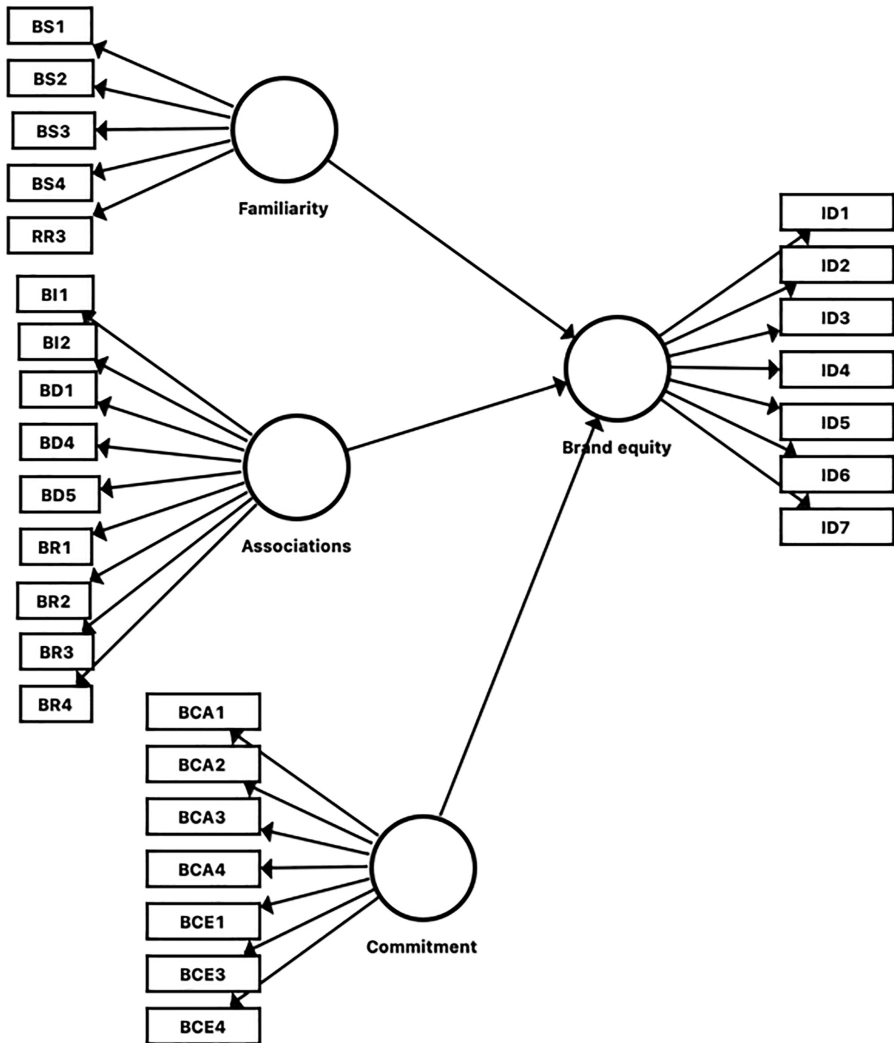 BS1
BS2
BS3
BS4
RR3
Familiarity
BI1
BI2
BD1
BD4
BD5
BR1
BR2
BR3
BR4
Associations
BCA1
BCA2
BCA3
BCA4
BCE1
BCE3
BCE4
Commitment
Brand equity
ID1
ID2
ID3
ID4
ID5
ID6
ID7